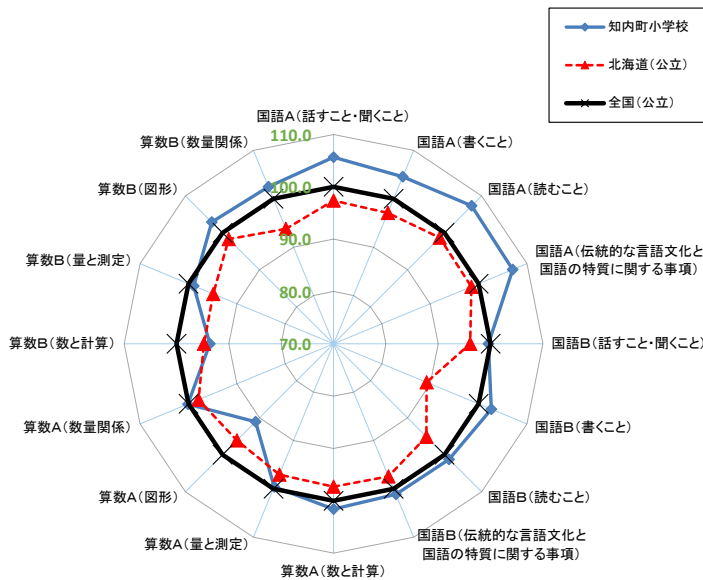 知内町小学校
北海道(公立)
全国(公立)
国語A(話すこと・聞くこと)
国語A(書くこと)
国語A(読むこと)
国語A(伝統的な言語文化と
国語の特質に関する事項)
国語B(話すこと・聞くこと)
国語B(書くこと)
国語B(読むこと)
国語B(伝統的な言語文化と
国語の特質に関する事項)
算数A(数と計算)
算数A(量と測定)
算数A(図形)
算数A(数量関係)
算数B(数と計算)
算数B(量と測定)
算数B(図形)
算数B(数量関係)
110.0
100.0
90.0
80.0
70.0